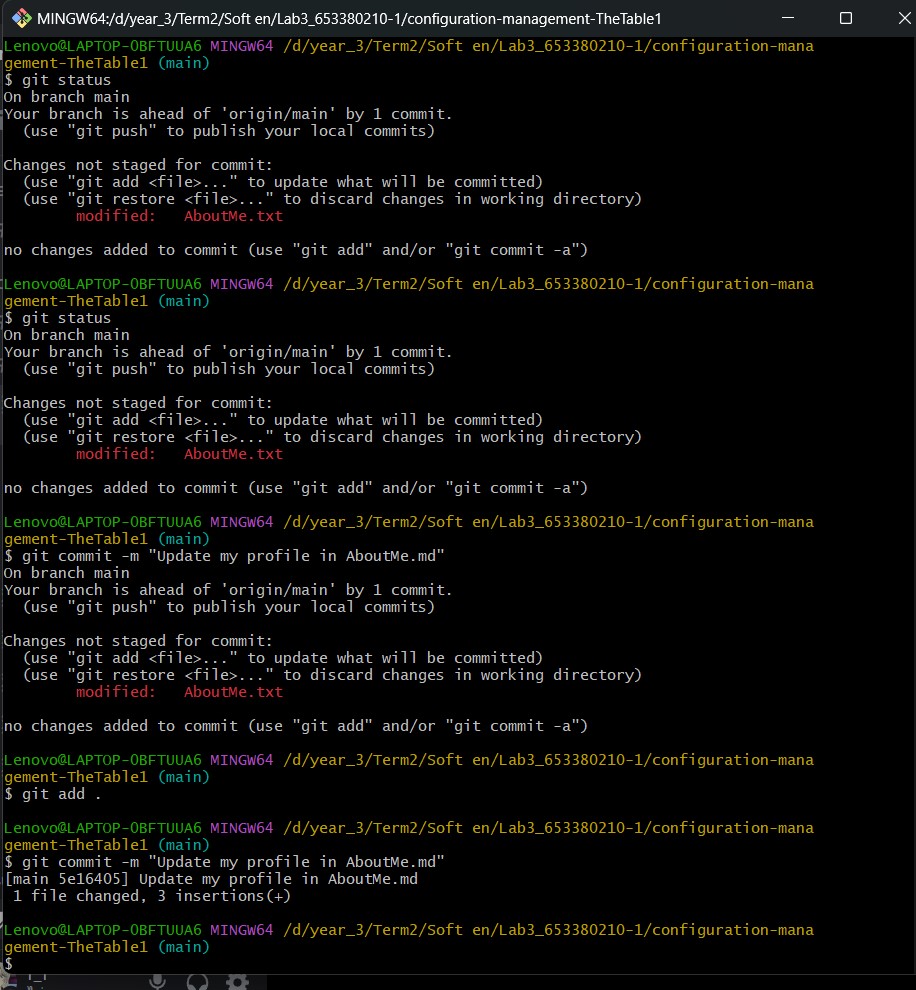 MINGW64:/d/year_3/Term2/Soft en/Lab3_653380210-1/configuration-management-TheTable1
Lenovo@LAPTOP-OBFTUUA6 MINGW64 /d/year_3/Term2/Soft en/Lab3_653380210-1/configuration-mana
gement-TheTable1 (main)
$ git status
On branch main
Your branch is ahead of 'origin/main' by 1 commit.
  (use "git push" to publish your local commits)

Changes not staged for commit:
  (use "git add <file>..." to update what will be committed)
  (use "git restore <file>..." to discard changes in working directory)
        modified:   AboutMe.txt

no changes added to commit (use "git add" and/or "git commit -a")

Lenovo@LAPTOP-OBFTUUA6 MINGW64 /d/year_3/Term2/Soft en/Lab3_653380210-1/configuration-mana
gement-TheTable1 (main)
$ git status
On branch main
Your branch is ahead of 'origin/main' by 1 commit.
  (use "git push" to publish your local commits)

Changes not staged for commit:
  (use "git add <file>..." to update what will be committed)
  (use "git restore <file>..." to discard changes in working directory)
        modified:   AboutMe.txt

no changes added to commit (use "git add" and/or "git commit -a")

Lenovo@LAPTOP-OBFTUUA6 MINGW64 /d/year_3/Term2/Soft en/Lab3_653380210-1/configuration-mana
gement-TheTable1 (main)
$ git commit -m "Update my profile in AboutMe.md"
On branch main
Your branch is ahead of 'origin/main' by 1 commit.
  (use "git push" to publish your local commits)

Changes not staged for commit:
  (use "git add <file>..." to update what will be committed)
  (use "git restore <file>..." to discard changes in working directory)
        modified:   AboutMe.txt

no changes added to commit (use "git add" and/or "git commit -a")

Lenovo@LAPTOP-OBFTUUA6 MINGW64 /d/year_3/Term2/Soft en/Lab3_653380210-1/configuration-mana
gement-TheTable1 (main)
$ git add .

Lenovo@LAPTOP-OBFTUUA6 MINGW64 /d/year_3/Term2/Soft en/Lab3_653380210-1/configuration-mana
gement-TheTable1 (main)
$ git commit -m "Update my profile in AboutMe.md"
[main 5e16405] Update my profile in AboutMe.md
 1 file changed, 3 insertions(+)

Lenovo@LAPTOP-OBFTUUA6 MINGW64 /d/year_3/Term2/Soft en/Lab3_653380210-1/configuration-mana
gement-TheTable1 (main)
$